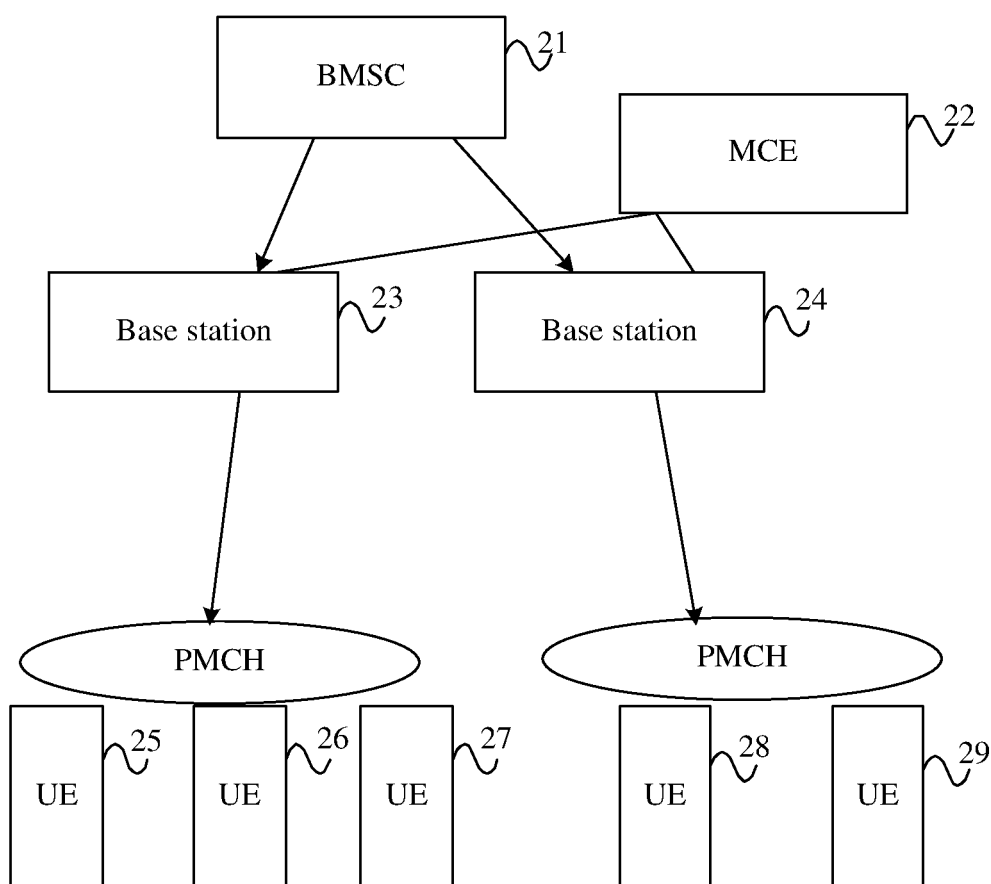 BMSC
21
MCE
22
Base station
23
Base station
24
PMCH
PMCH
UE
25
UE
26
UE
27
UE
28
UE
29